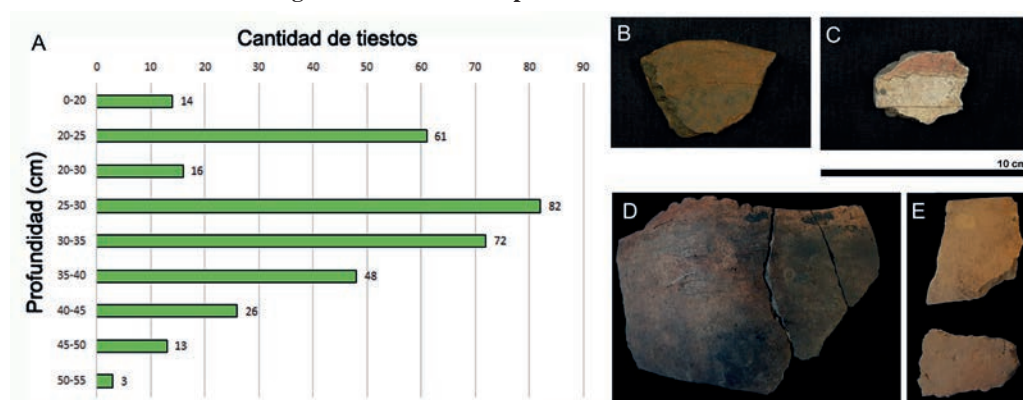 A
Cantidad de tiestos
0 10 20 30 40 50 60 70 80 90
Profundidad (cm)
0-20 14
20-25 61
20-30 16
25-30 82
30-35 72
35-40 48
40-45 26
45-50 13
50-55 3
B
C
10 cm
D
E